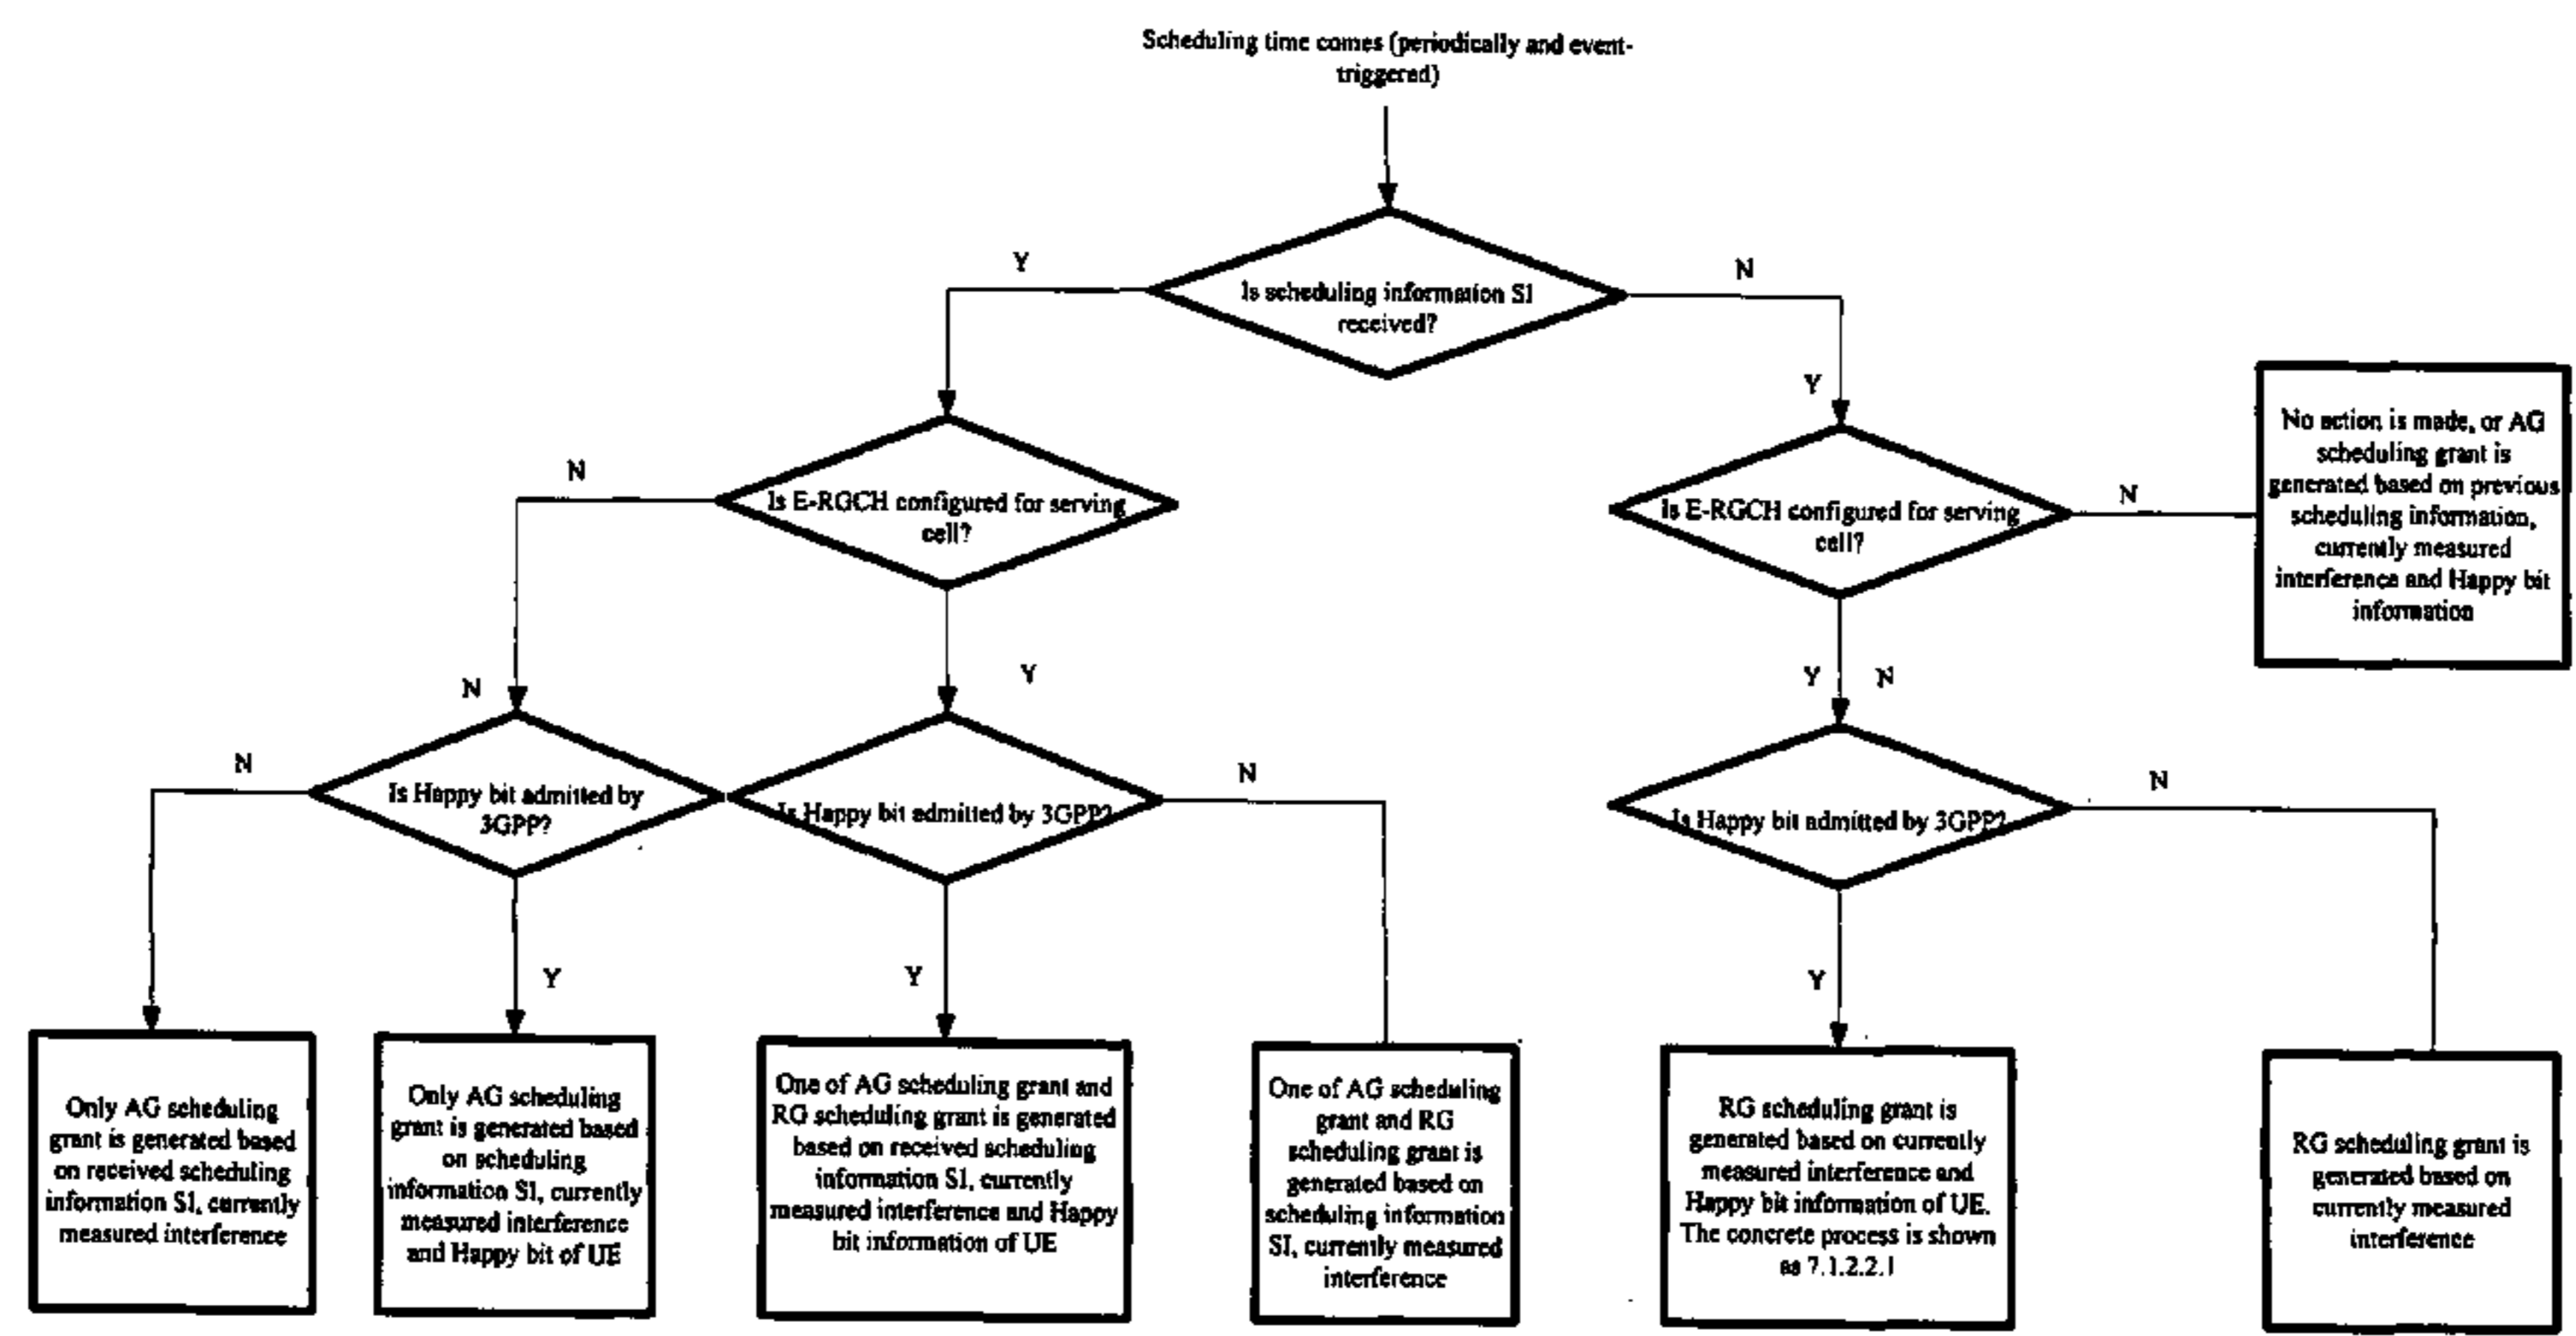 Scheduling time comes (periodically and event-
triggered)
Is scheduling information SI
received?
Y
N
Is E-RGCH configured for serving
cell?
N
Y
Y
Is E-RGCH configured for serving
cell?
N
No action is made, or AG
scheduling grant is
generated based on previous
scheduling information,
currently measured
interference and Happy bit
information
N
Is Happy bit admitted by
3GPP?
N
Y
Y
Is Happy bit admitted by 3GPP?
Y
N
Y
N
Is Happy bit admitted by 3GPP?
Y
N
Only AG scheduling
grant is generated based
on received scheduling
information SI, currently
measured interference
Only AG scheduling
grant is generated based
on scheduling
information SI, currently
measured interference
and Happy bit of UE
One of AG scheduling grant and
RG scheduling grant is generated
based on received scheduling
information SI, currently
measured interference and Happy
bit information of UE
One of AG scheduling
grant and RG
scheduling grant is
generated based on
scheduling information
SI, currently measured
interference
RG scheduling grant is
generated based on currently
measured interference and
Happy bit information of UE.
The concrete process is shown
as 7.1.2.2.1
RG scheduling grant is
generated based on
currently measured
interference